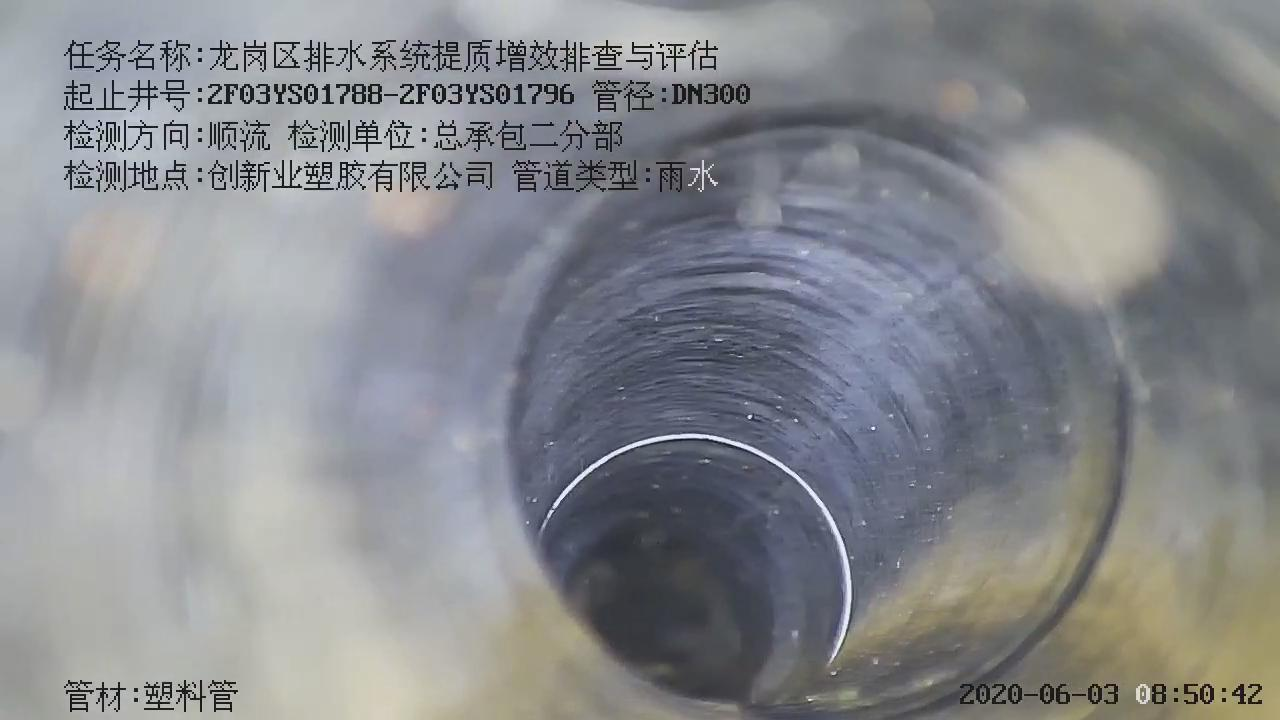 任务名称:龙岗区排水系统提质增效排查与评估
起止井号:2F03YS01788-2F03YS01796 管径:DN300
检测方向:顺流 检测单位:总承包二分部
检测地点:创新业塑胶有限公司 管道类型:雨水
管材:塑料管
2020-06-03 08:50:42